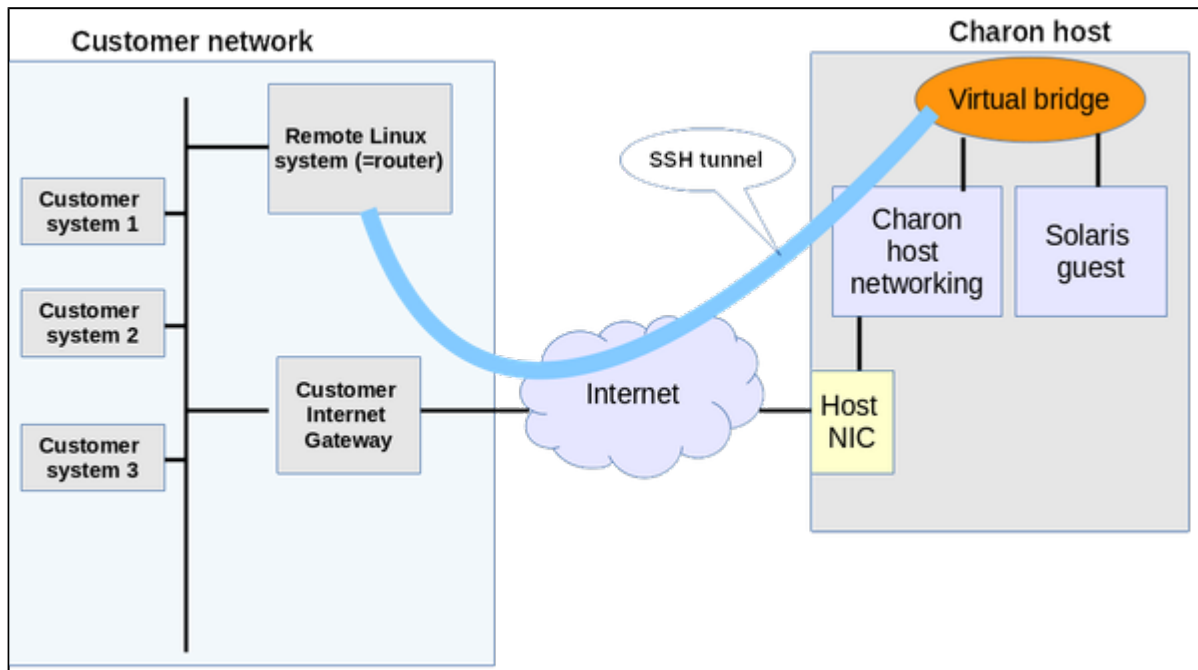 Customer network
Charon host
Remote Linux
system (=router)
Customer
system 1
Customer
system 2
Customer
system 3
Customer
Internet
Gateway
SSH tunnel
Internet
Virtual bridge
Charon
host
networking
Solaris
guest
Host
NIC